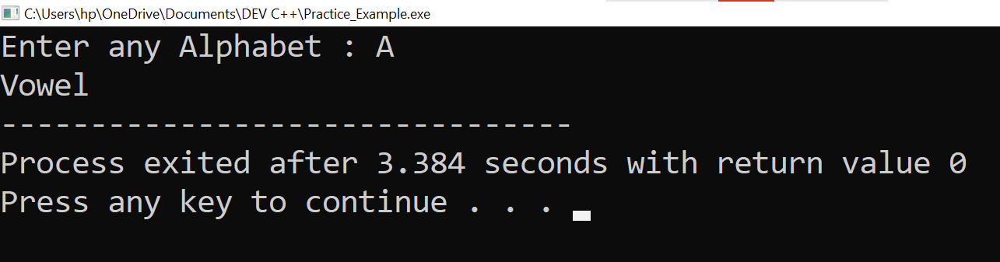 C:\Users\hp\OneDrive\Documents\DEV C++\Practice_Example.exe
Enter any Alphabet : A
Vowel
--------------------------------
Process exited after 3.384 seconds with return value 0
Press any key to continue . . .